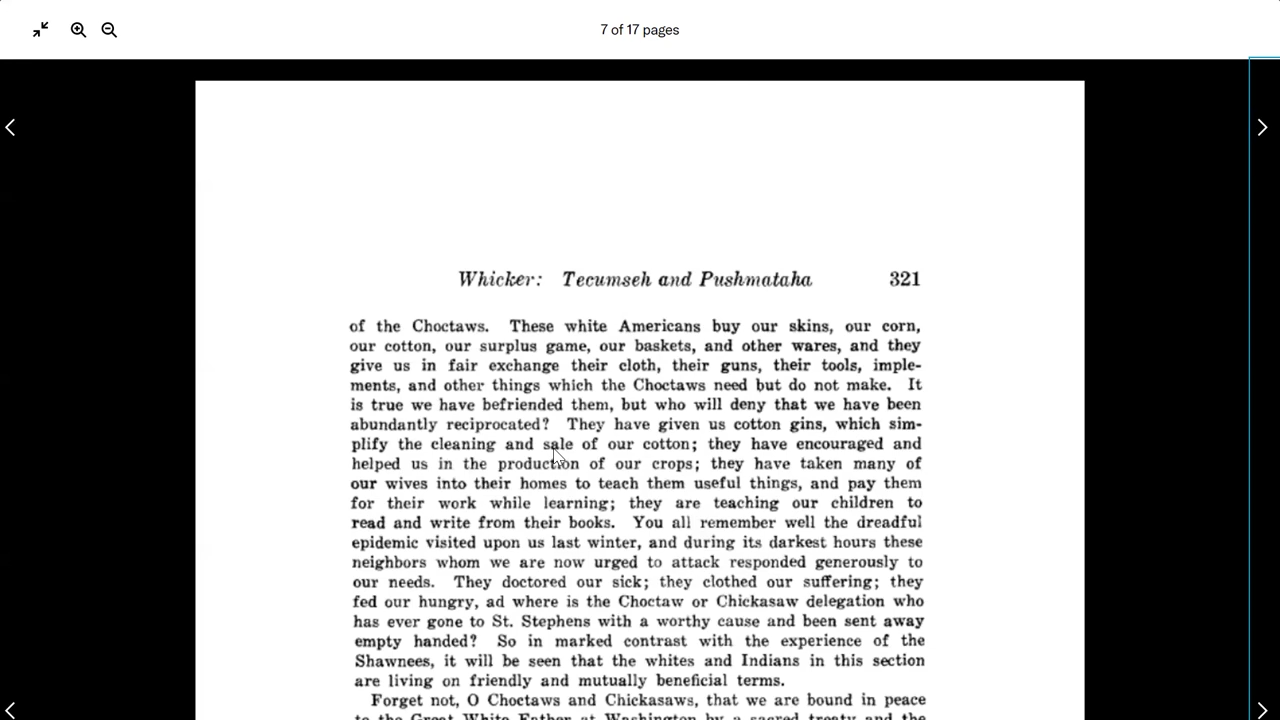 7 of 17 pages
Whicker: Tecumseh and Pushmataha 321
of the Choctaws. These white Americans buy our skins, our corn,
our cotton, our surplus game, our baskets, and other wares, and they
give us in fair exchange their cloth, their guns, their tools, imple-
ments, and other things which the Choctaws need but do not make. It
is true we have befriended them, but who will deny that we have been
abundantly reciprocated? They have given us cotton gins, which sim-
plify the cleaning and sale of our cotton; they have encouraged and
helped us in the production of our crops; they have taken many of
our wives into their homes to teach them useful things, and pay them
for their work while learning; they are teaching our children to
read and write from their books. You all remember well the dreadful
epidemic visited upon us last winter, and during its darkest hours these
neighbors whom we are now urged to attack responded generously to
our needs. They doctored our sick; they clothed our suffering; they
fed our hungry, ad where is the Choctaw or Chickasaw delegation who
has ever gone to St. Stephens with a worthy cause and been sent away
empty handed? So in marked contrast with the experience of the
Shawnees, it will be seen that the whites and Indians in this section
are living on friendly and mutually beneficial terms.
Forget not, O Choctaws and Chickasaws, that we are bound in peace
to the Great White Father at Washington by a sacred treaty and the